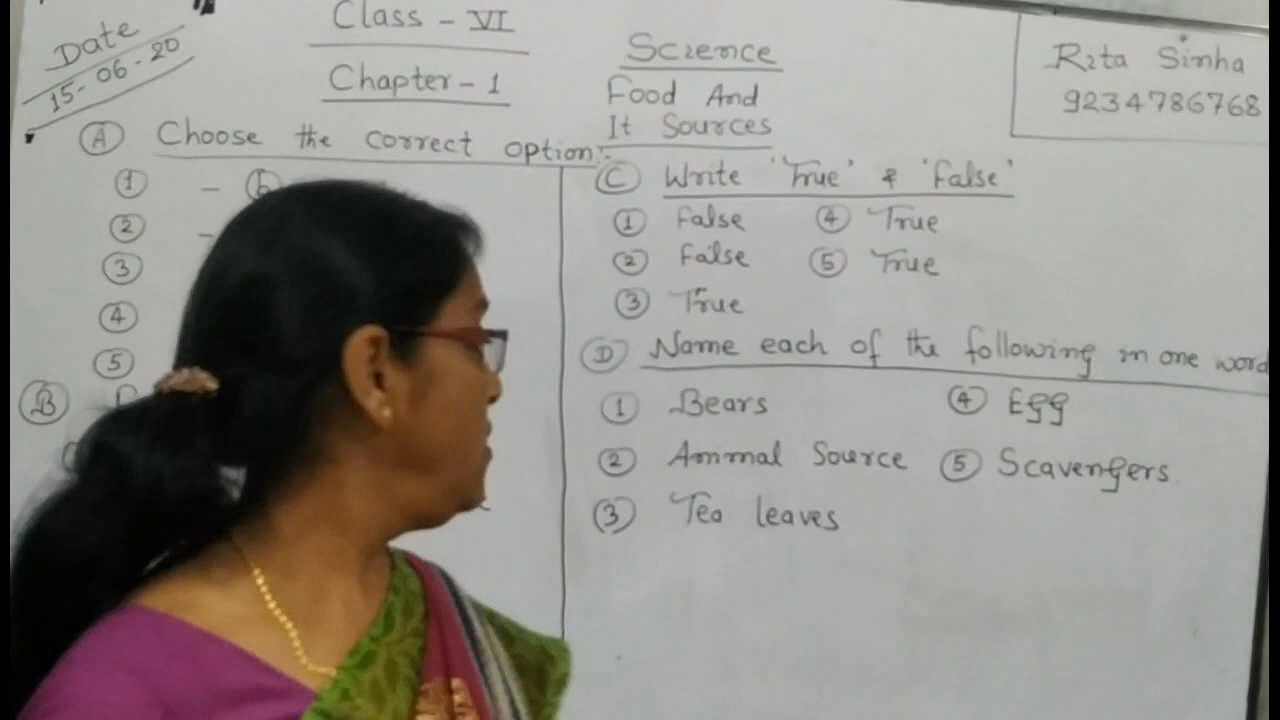 Date
15-06-20
Class - VI
Chapter - 1
Science
Food And
It Sources
Rita Sinha
9234786768
A Choose the correct option:-
1 - b
2 -
3
4
5
B
C Write 'True' & 'False'
1 False 4 True
2 False 5 True
3 True
D Name each of the following in one word
1 Bears 4 Egg
2 Animal Source 5 Scavengers
3 Tea leaves